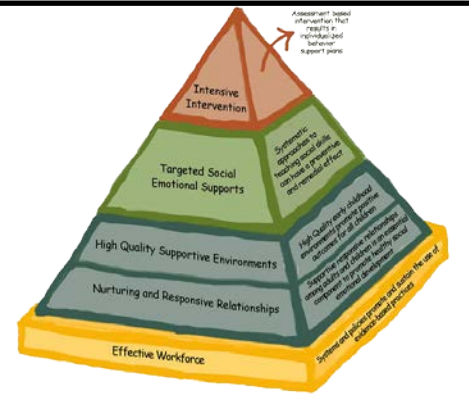 Assessment based
intervention that
results in
individualized
behavior
support plans
Intensive
Intervention
Systematic
approaches to
teaching social skills
can have a preventive
and remedial effect
Targeted Social
Emotional Supports
High Quality early childhood
environments promote positive
outcomes for all children
High Quality Supportive Environments
Supportive responsive relationships
among adults and children is an essential
component to promote healthy social
emotional development
Nurturing and Responsive Relationships
Systems and policies promote and sustain the use of
evidence-based practices
Effective Workforce